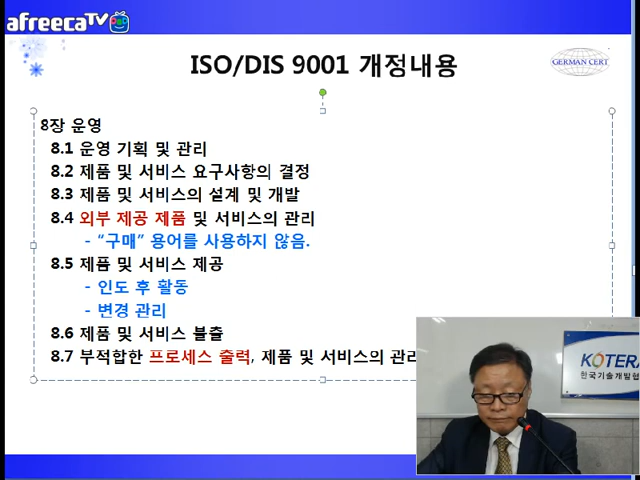 afreecaTV
ISO/DIS 9001 개정내용
GERMAN CERT
8장 운영
8.1 운영 기획 및 관리
8.2 제품 및 서비스 요구사항의 결정
8.3 제품 및 서비스의 설계 및 개발
8.4 외부 제공 제품 및 서비스의 관리
- "구매" 용어를 사용하지 않음.
8.5 제품 및 서비스 제공
- 인도 후 활동
- 변경 관리
8.6 제품 및 서비스 불출
8.7 부적합한 프로세스 출력, 제품 및 서비스의 관리
KOTERA
한국기술개발협